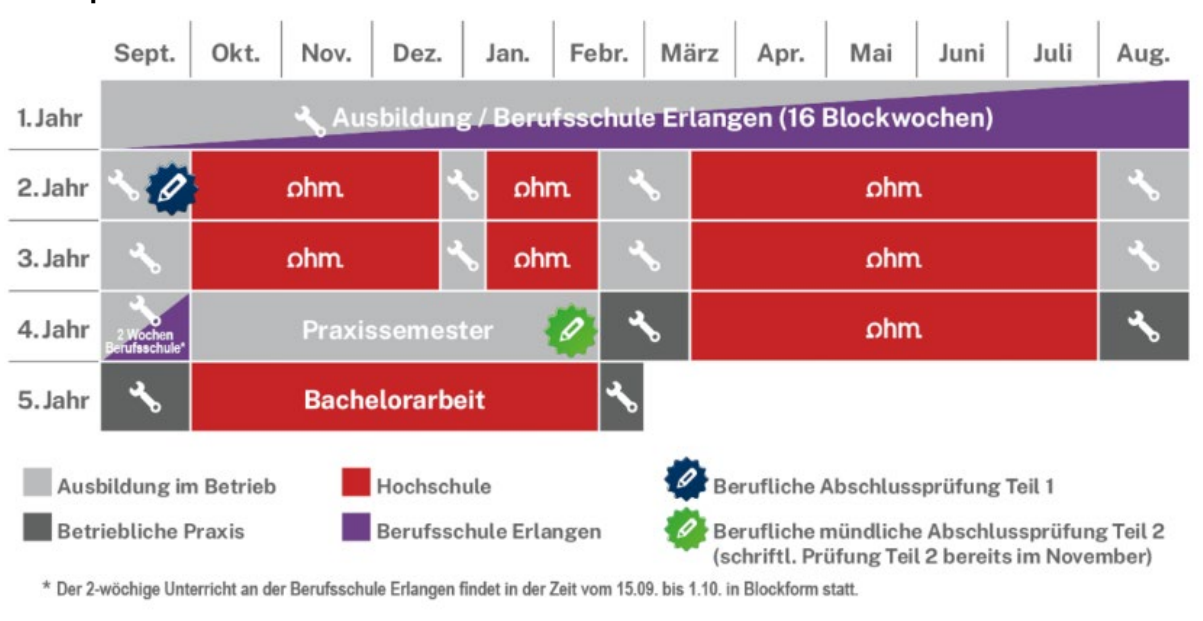 Sept. Okt. Nov. Dez. Jan. Febr. März Apr. Mai Juni Juli Aug.
1. Jahr Ausbildung / Berufsschule Erlangen (16 Blockwochen)
2. Jahr ohm ohm ohm
3. Jahr ohm ohm ohm
4. Jahr 2 Wochen Berufsschule* Praxissemester ohm
5. Jahr Bachelorarbeit
Ausbildung im Betrieb
Hochschule
Berufliche Abschlussprüfung Teil 1
Betriebliche Praxis
Berufsschule Erlangen
Berufliche mündliche Abschlussprüfung Teil 2
(schriftl. Prüfung Teil 2 bereits im November)
* Der 2-wöchige Unterricht an der Berufsschule Erlangen findet in der Zeit vom 15.09. bis 1.10. in Blockform statt.